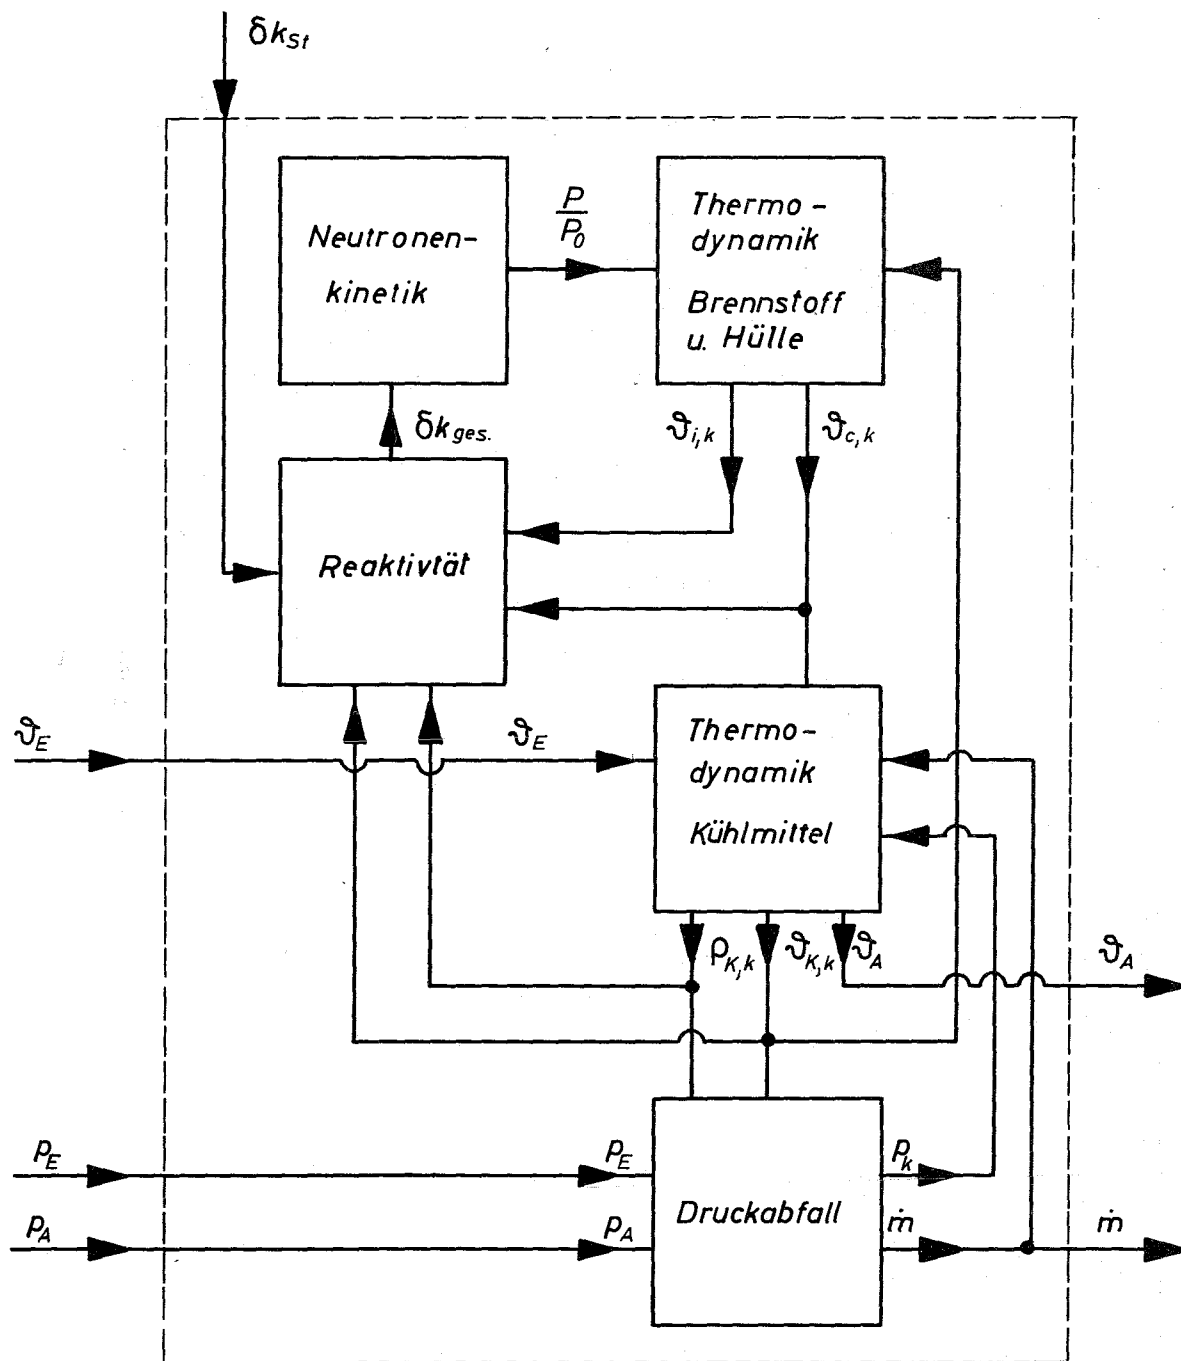 δk_St
Neutronen-
kinetik
P
P_0
Thermo-
dynamik
Brennstoff
u. Hülle
δk_ges.
ϑ_i,k
ϑ_c,k
Reaktivtät
ϑ_E
ϑ_E
Thermo-
dynamik
Kühlmittel
ρ_K,k
ϑ_K,k
ϑ_A
ϑ_A
p_E
p_E
p_k
p_A
p_A
Druckabfall
ṁ
ṁ